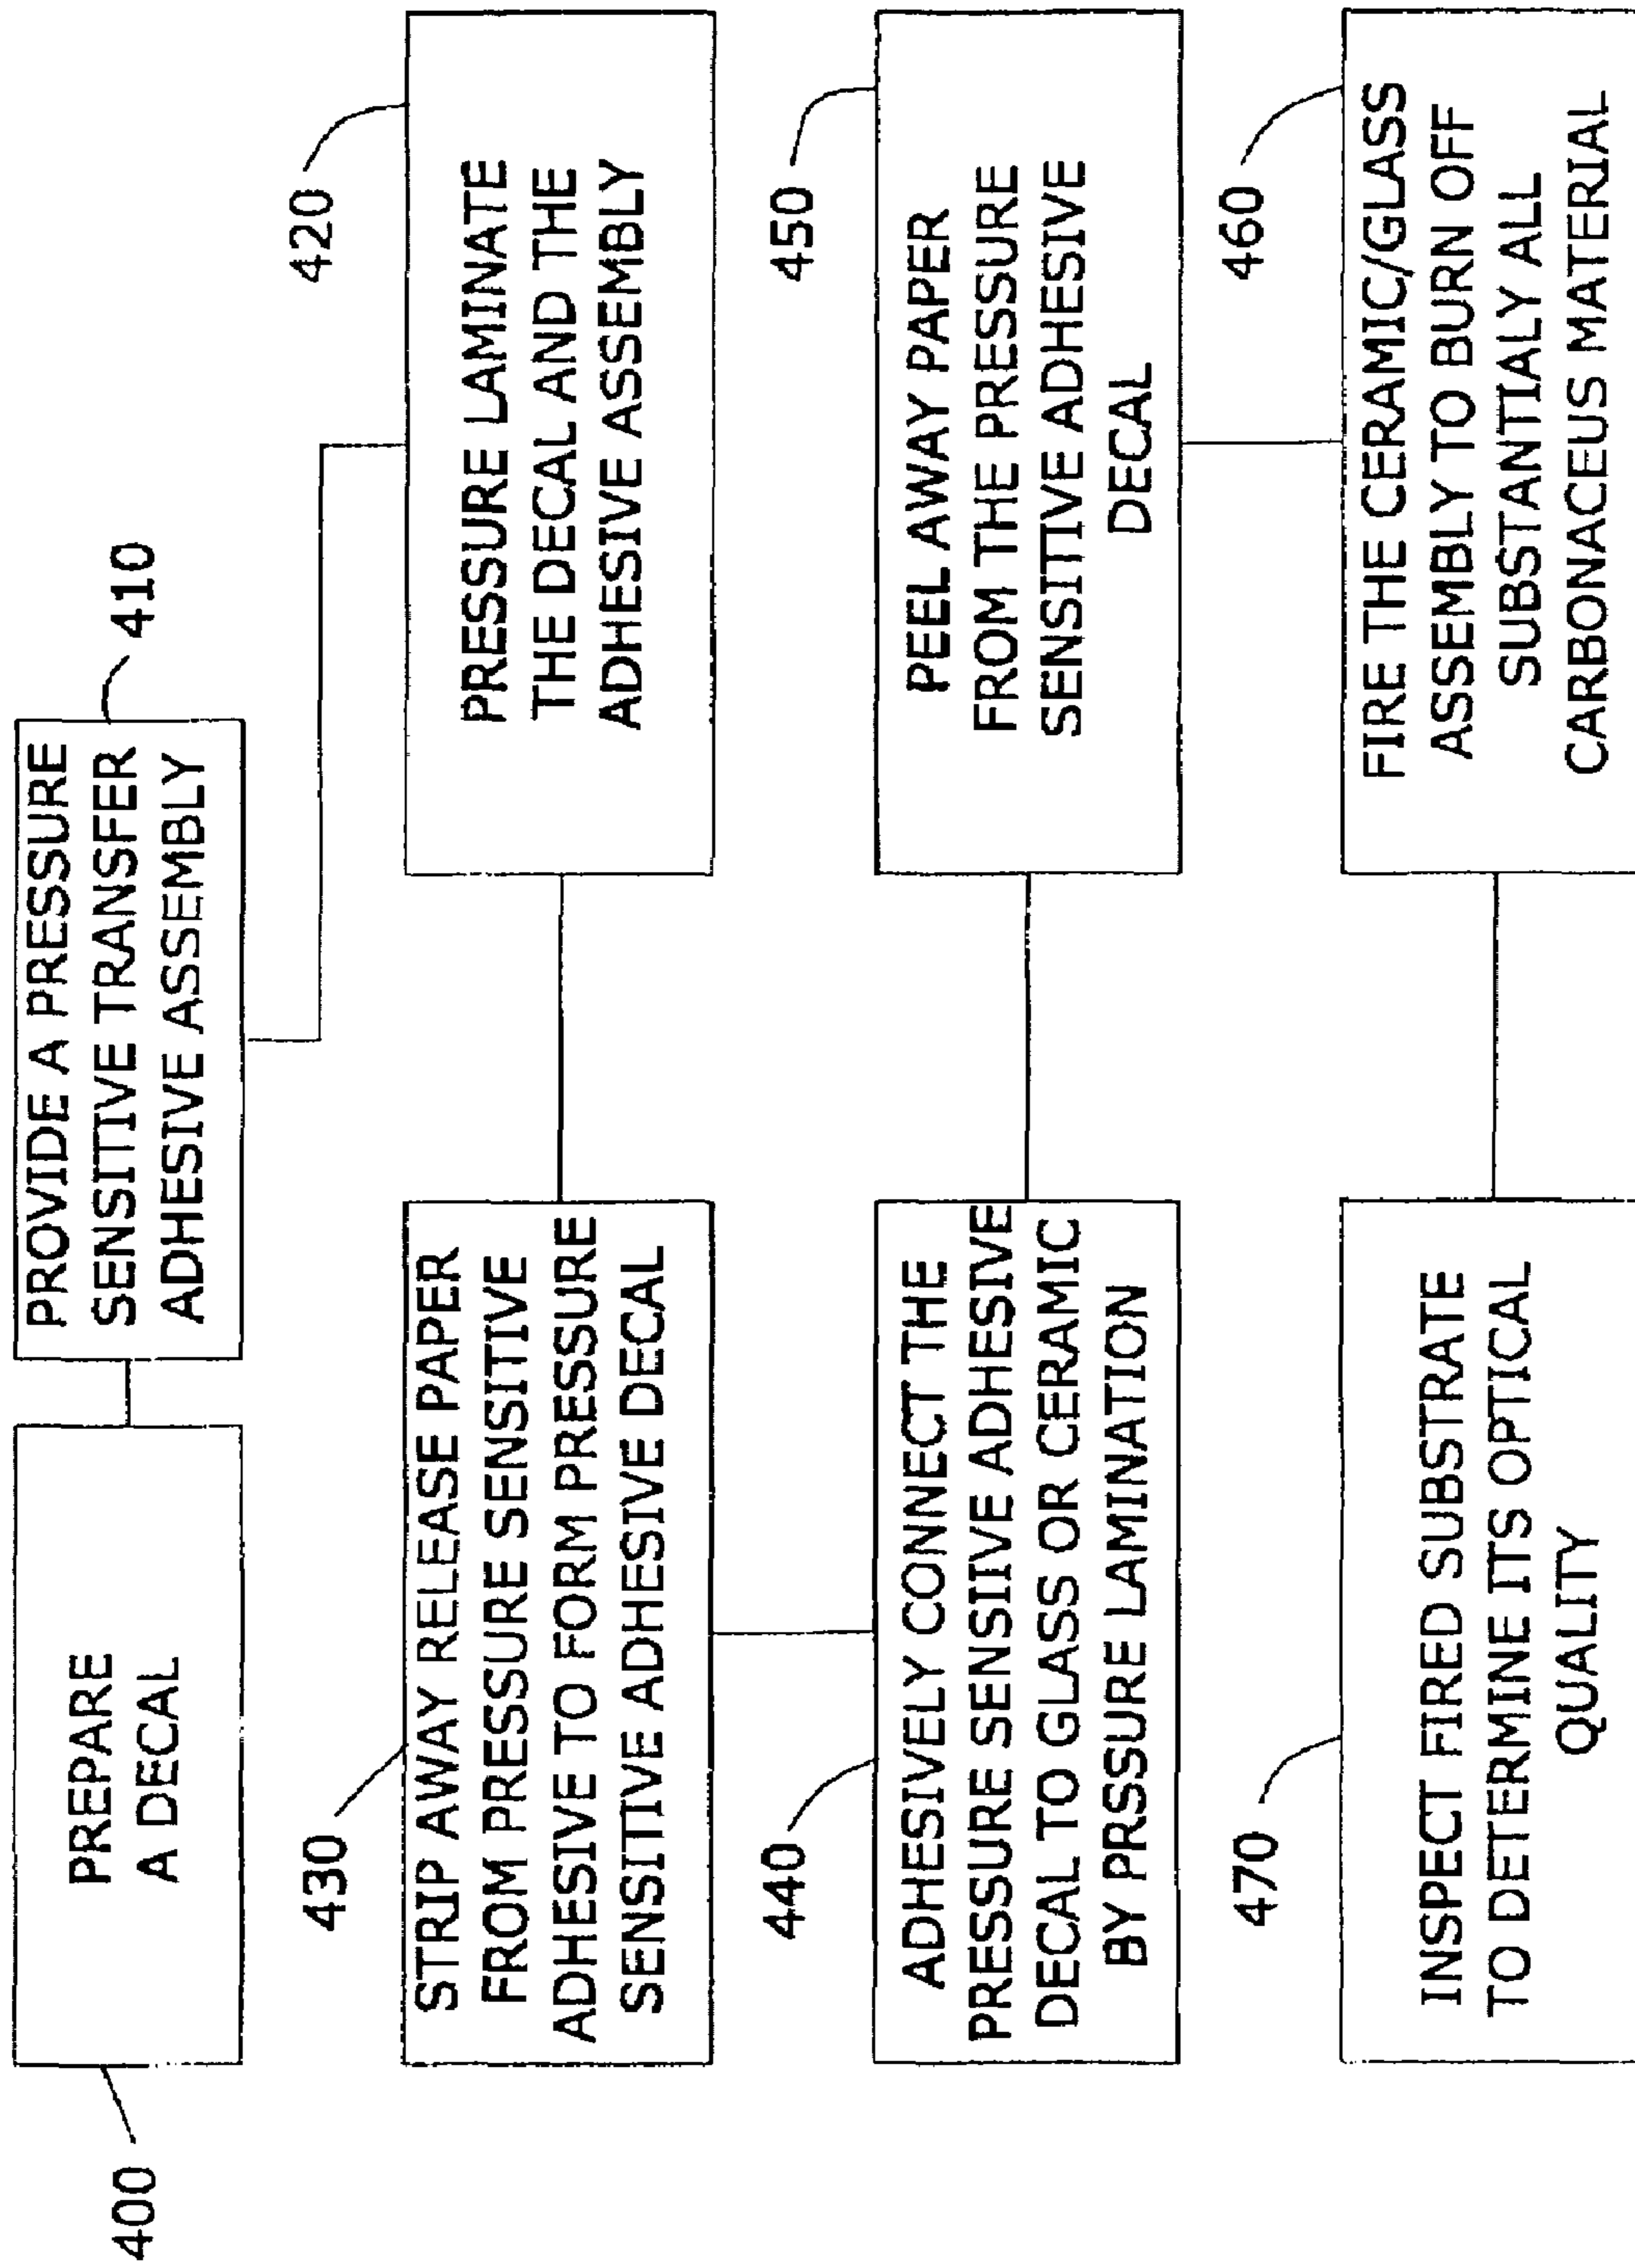 400
PREPARE
A DECAL
410
PROVIDE A PRESSURE
SENSITIVE TRANSFER
ADHESIVE ASSEMBLY
420
PRESSURE LAMINATE
THE DECAL AND THE
ADHESIVE ASSEMBLY
430
STRIP AWAY RELEASE PAPER
FROM PRESSURE SENSITIVE
ADHESIVE TO FORM PRESSURE
SENSITIVE ADHESIVE DECAL
440
ADHESIVELY CONNECT THE
PRESSURE SENSITIVE ADHESIVE
DECAL TO GLASS OR CERAMIC
BY PRSSURE LAMINATION
450
PEEL AWAY PAPER
FROM THE PRESSURE
SENSITIVE ADHESIVE
DECAL
460
FIRE THE CERAMIC/GLASS
ASSEMBLY TO BURN OFF
SUBSTANTIALY ALL
CARBONACEUS MATERIAL
470
INSPECT FIRED SUBSTRATE
TO DETERMINE ITS OPTICAL
QUALITY